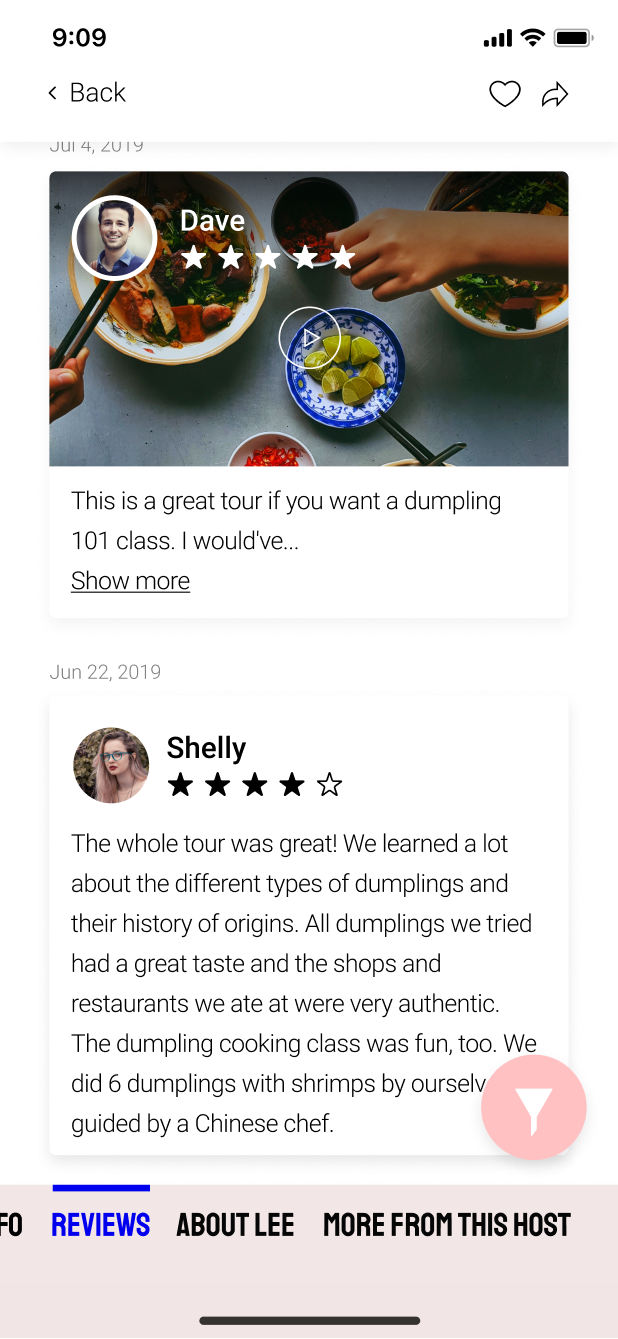 9:09
Back
Jul 4, 2019
Dave
This is a great tour if you want a dumpling
101 class. I would've...
Show more
Jun 22, 2019
Shelly
The whole tour was great! We learned a lot
about the different types of dumplings and
their history of origins. All dumplings we tried
had a great taste and the shops and
restaurants we ate at were very authentic.
The dumpling cooking class was fun, too. We
did 6 dumplings with shrimps by ourselv
guided by a Chinese chef.
FO REVIEWS ABOUT LEE MORE FROM THIS HOST